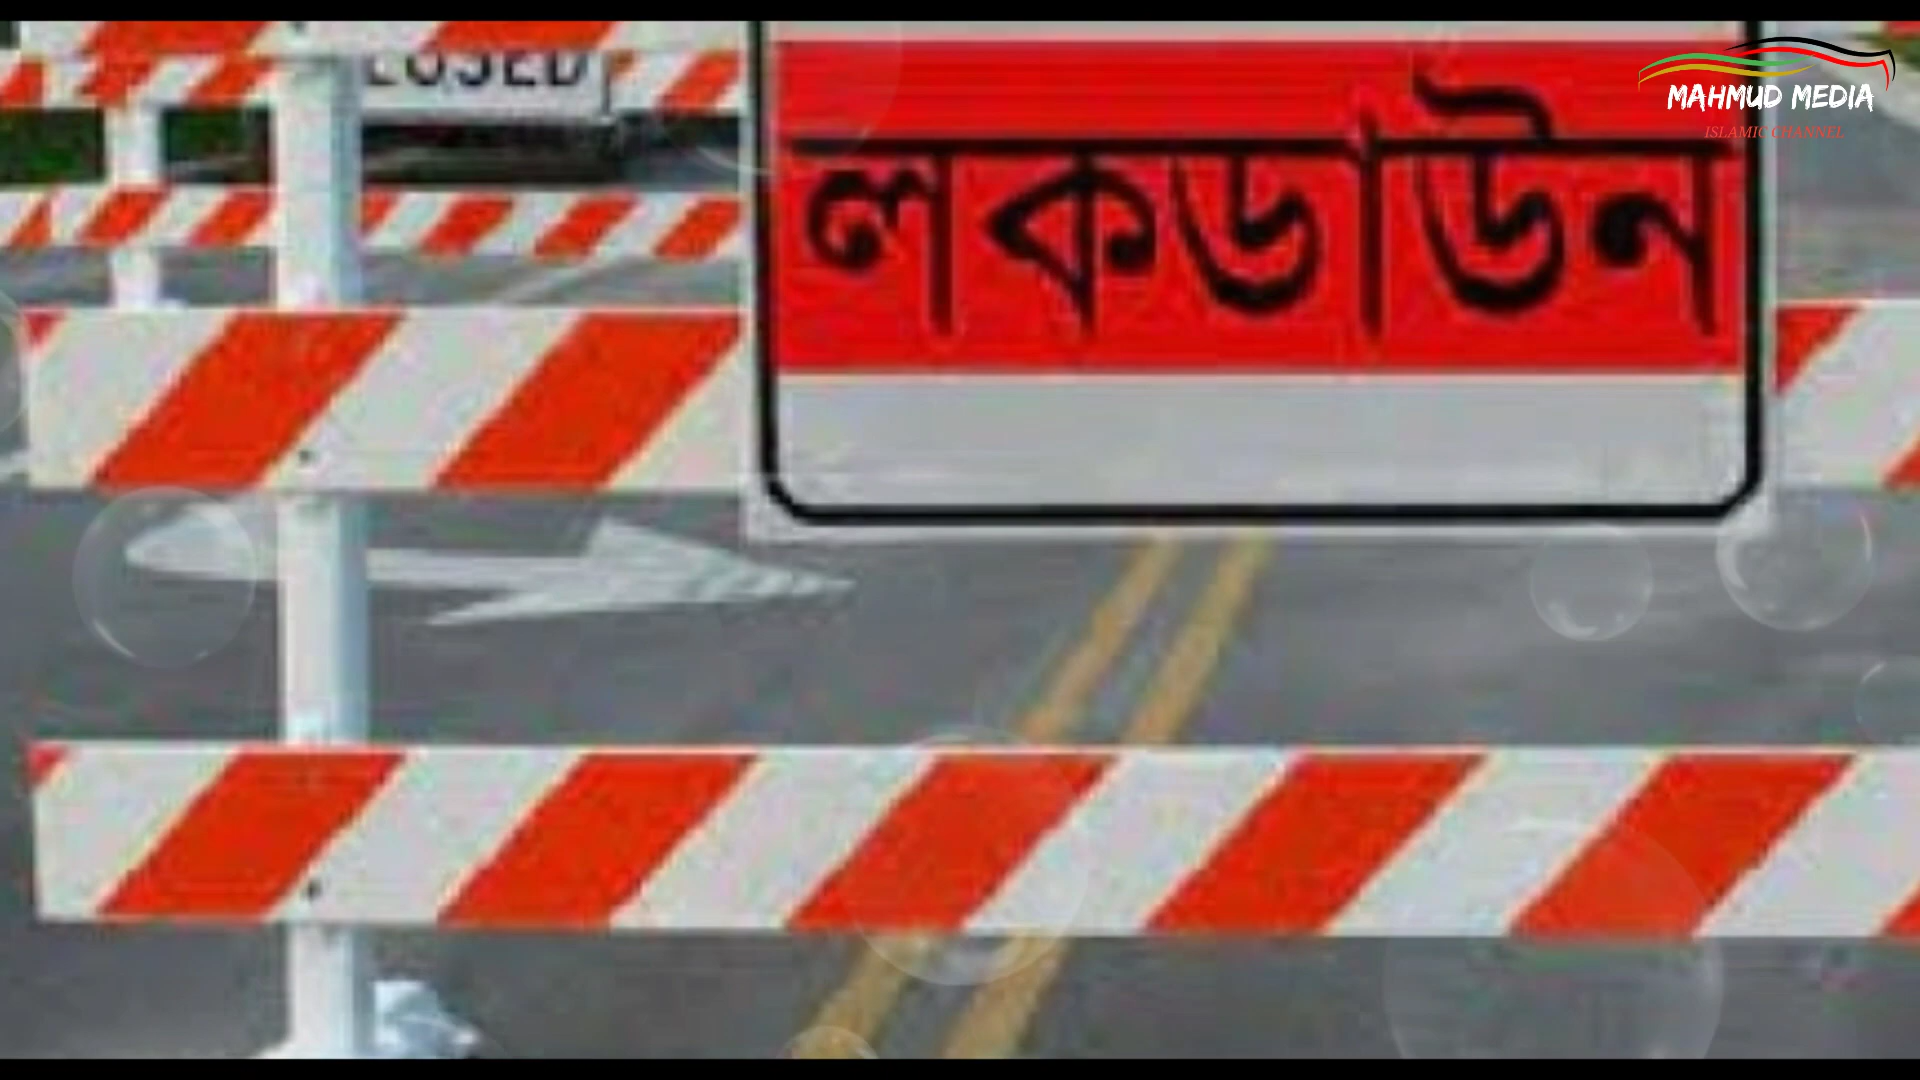 MAHMUD MEDIA
ISLAMIC CHANNEL
লকডাউন